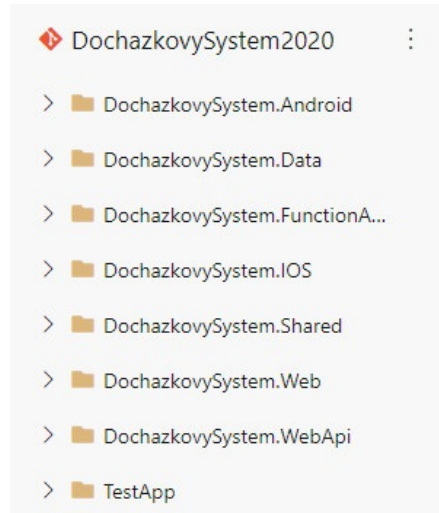 DochazkovySystem2020
DochazkovySystem.Android
DochazkovySystem.Data
DochazkovySystem.FunctionA...
DochazkovySystem.IOS
DochazkovySystem.Shared
DochazkovySystem.Web
DochazkovySystem.WebApi
TestApp